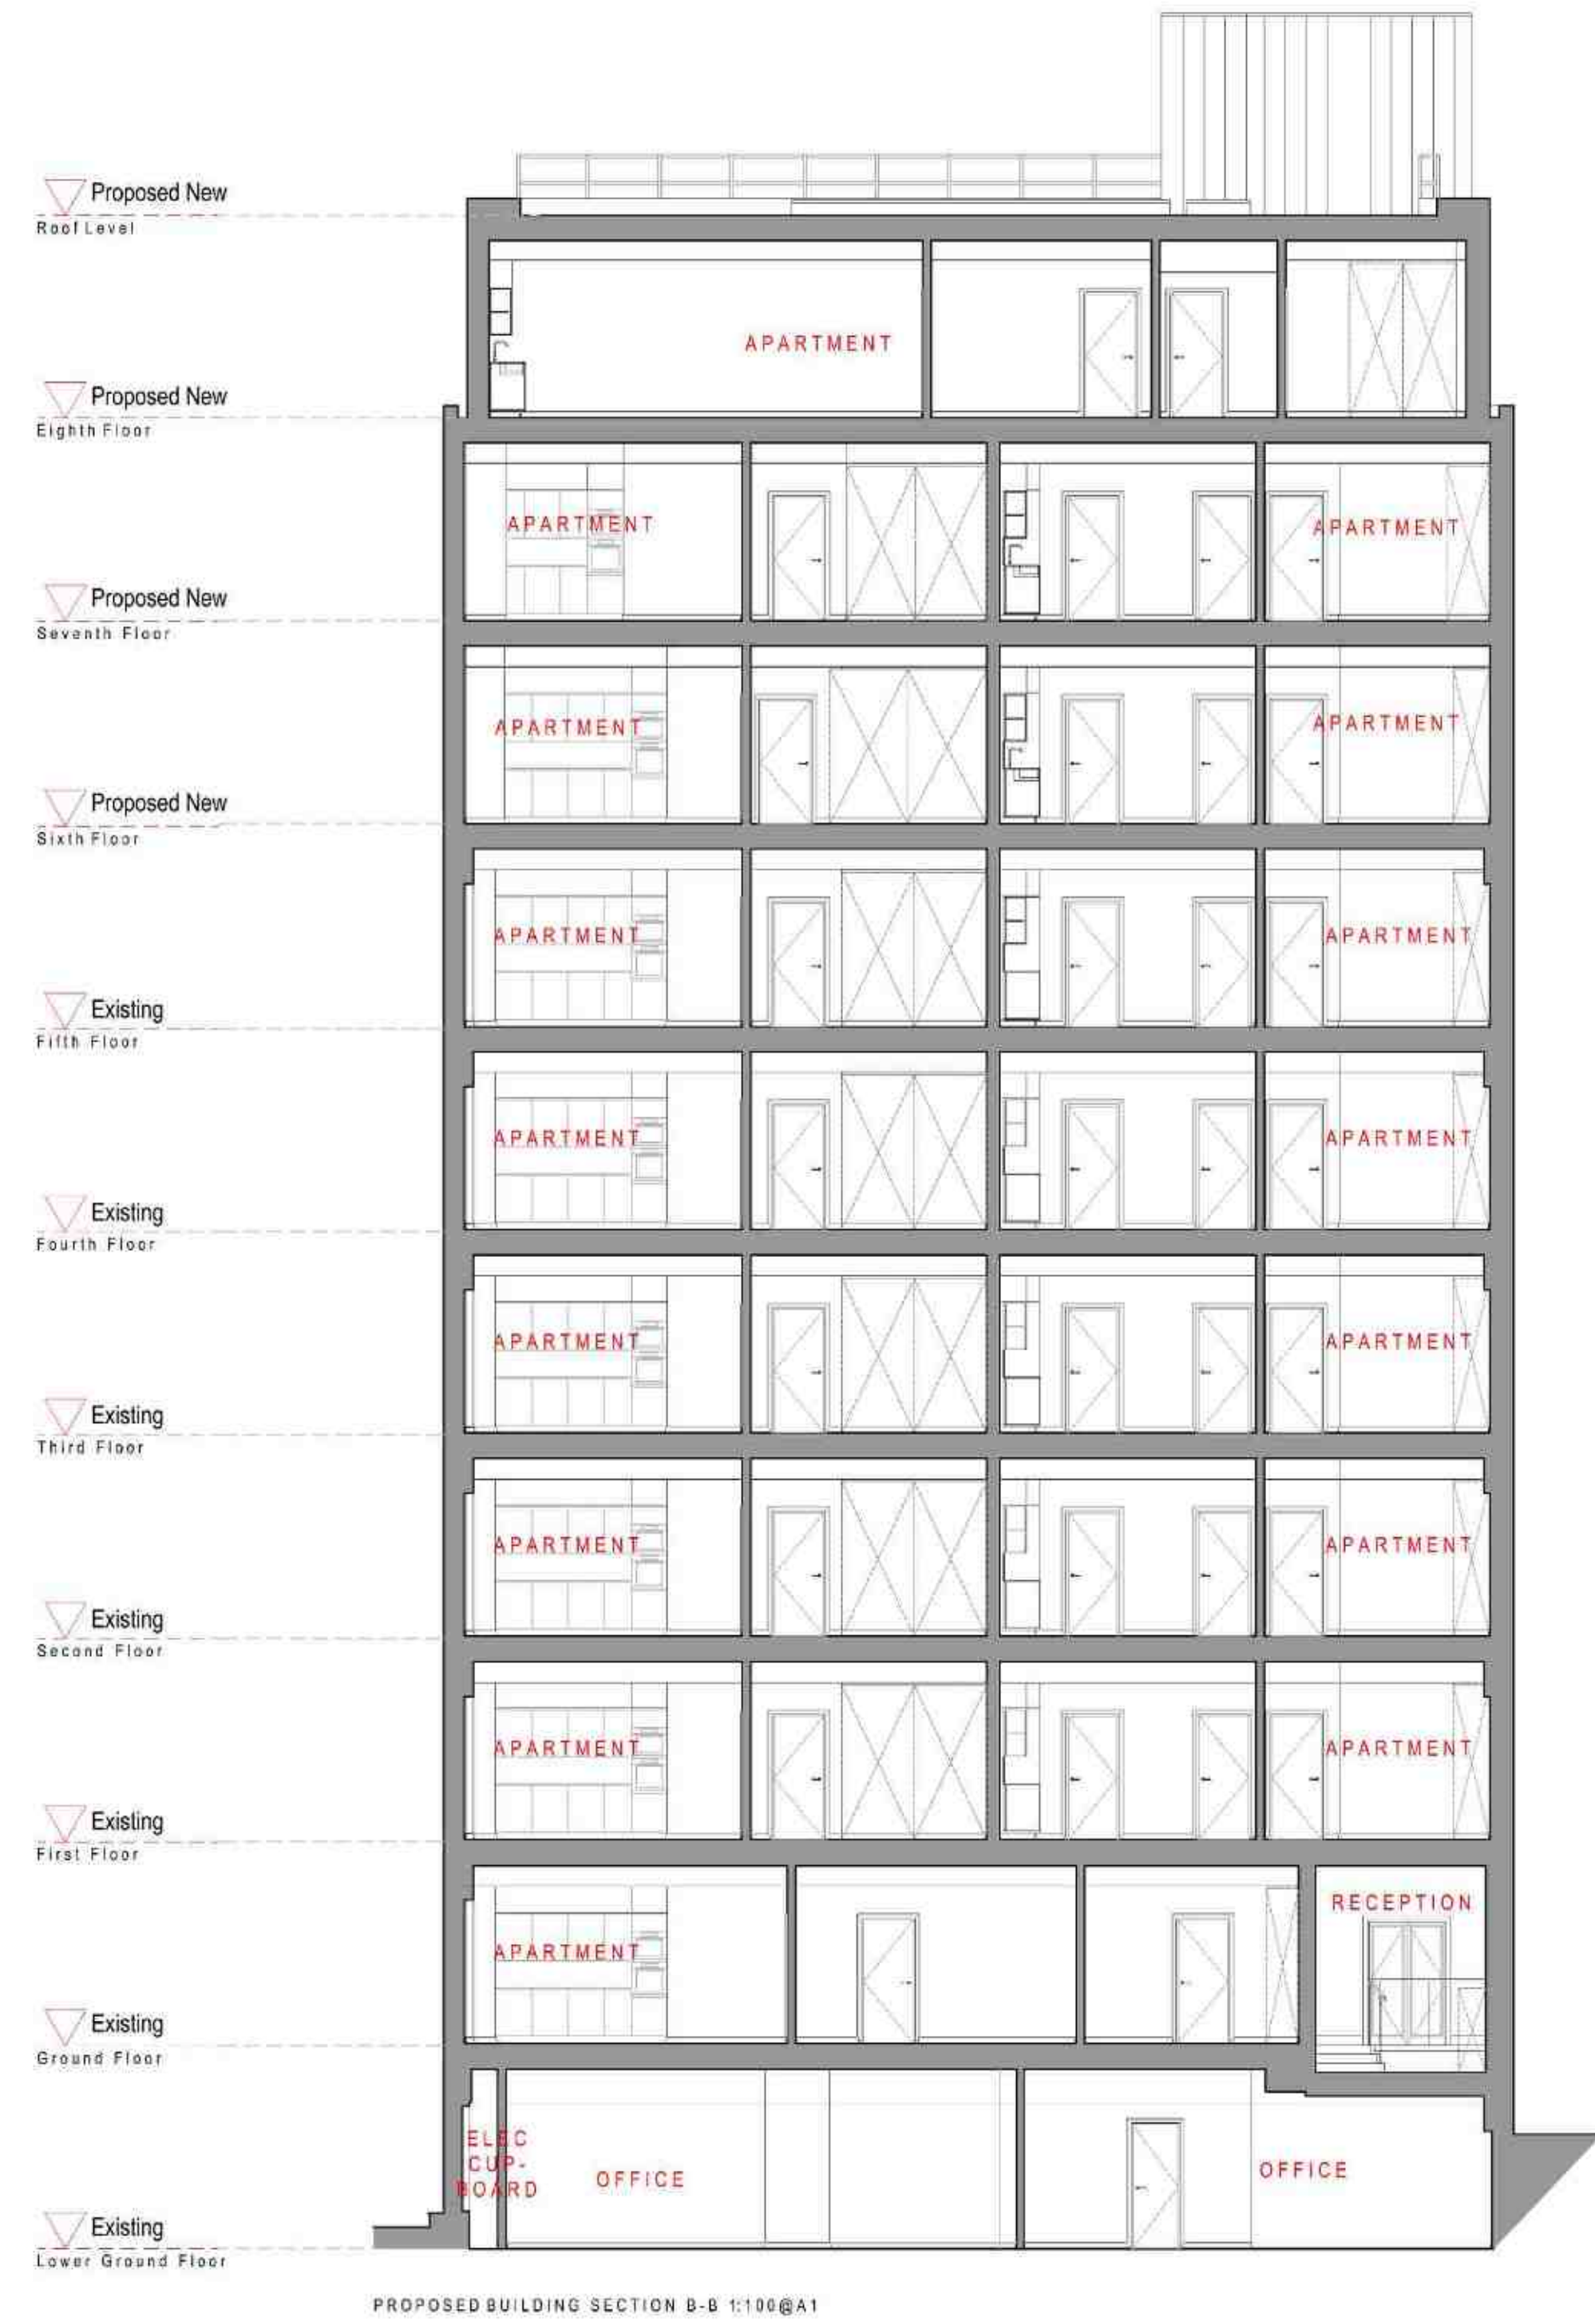 Proposed New
Roof Level
APARTMENT
Proposed New
Eighth Floor
APARTMENT
APARTMENT
Proposed New
Seventh Floor
APARTMENT
APARTMENT
Proposed New
Sixth Floor
APARTMENT
APARTMENT
Existing
Fifth Floor
APARTMENT
APARTMENT
Existing
Fourth Floor
APARTMENT
APARTMENT
Existing
Third Floor
APARTMENT
APARTMENT
Existing
Second Floor
APARTMENT
APARTMENT
Existing
First Floor
RECEPTION
APARTMENT
Existing
Ground Floor
ELEC
CUP-
BOARD
OFFICE
OFFICE
Existing
Lower Ground Floor
PROPOSED BUILDING SECTION B-B 1:100@A1